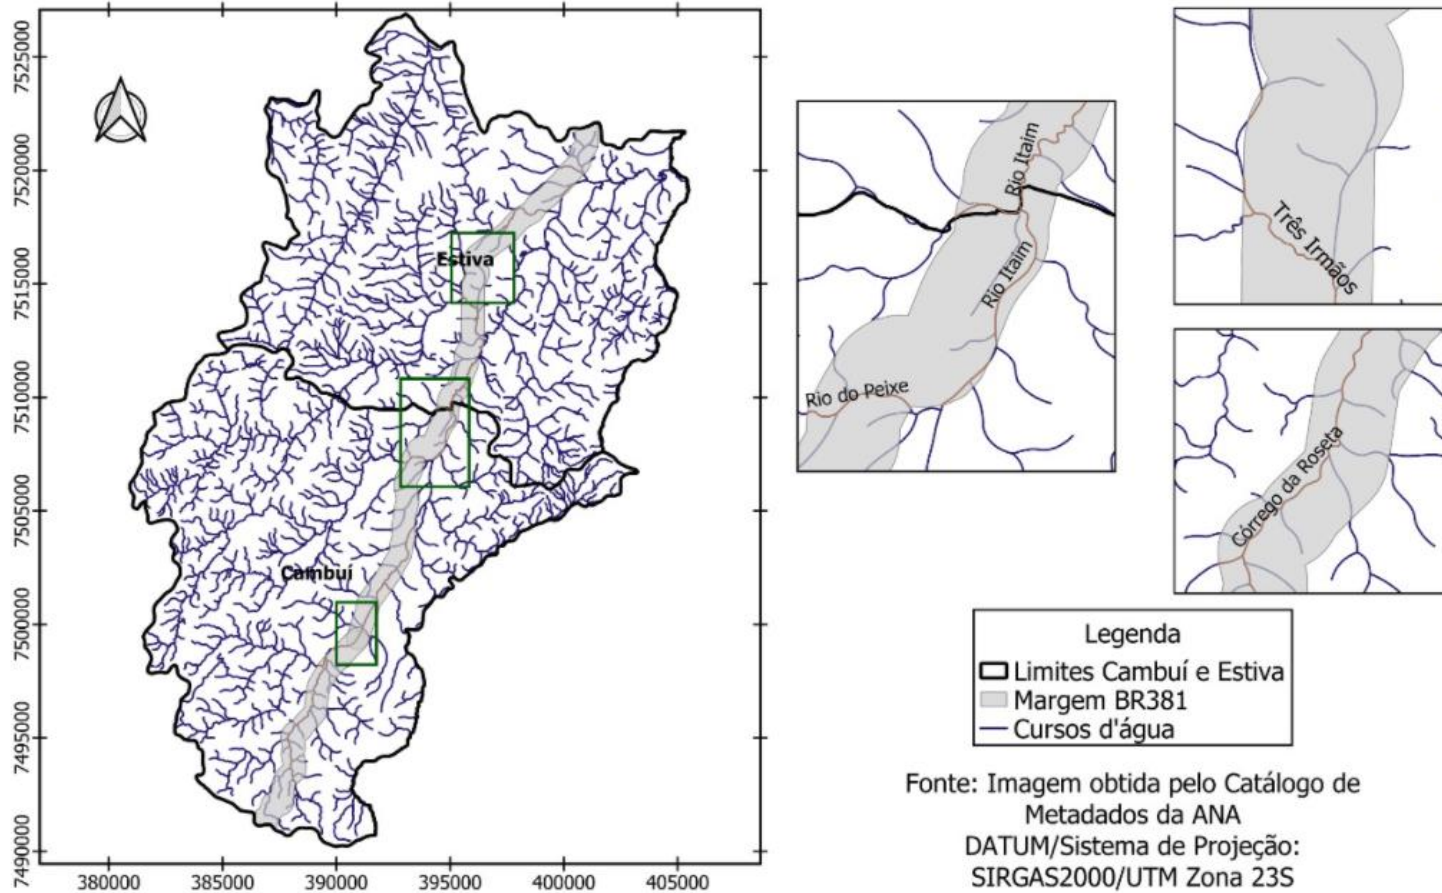 7525000
7520000
7515000
7510000
7505000
7500000
7495000
7490000
380000
385000
390000
395000
400000
405000
Estiva
Cambuí
Rio Itaim
Rio Itaim
Rio do Peixe
Três Irmãos
Córrego da Roseta
Legenda
Limites Cambuí e Estiva
Margem BR381
Cursos d'água
Fonte: Imagem obtida pelo Catálogo de
Metadados da ANA
DATUM/Sistema de Projeção:
SIRGAS2000/UTM Zona 23S